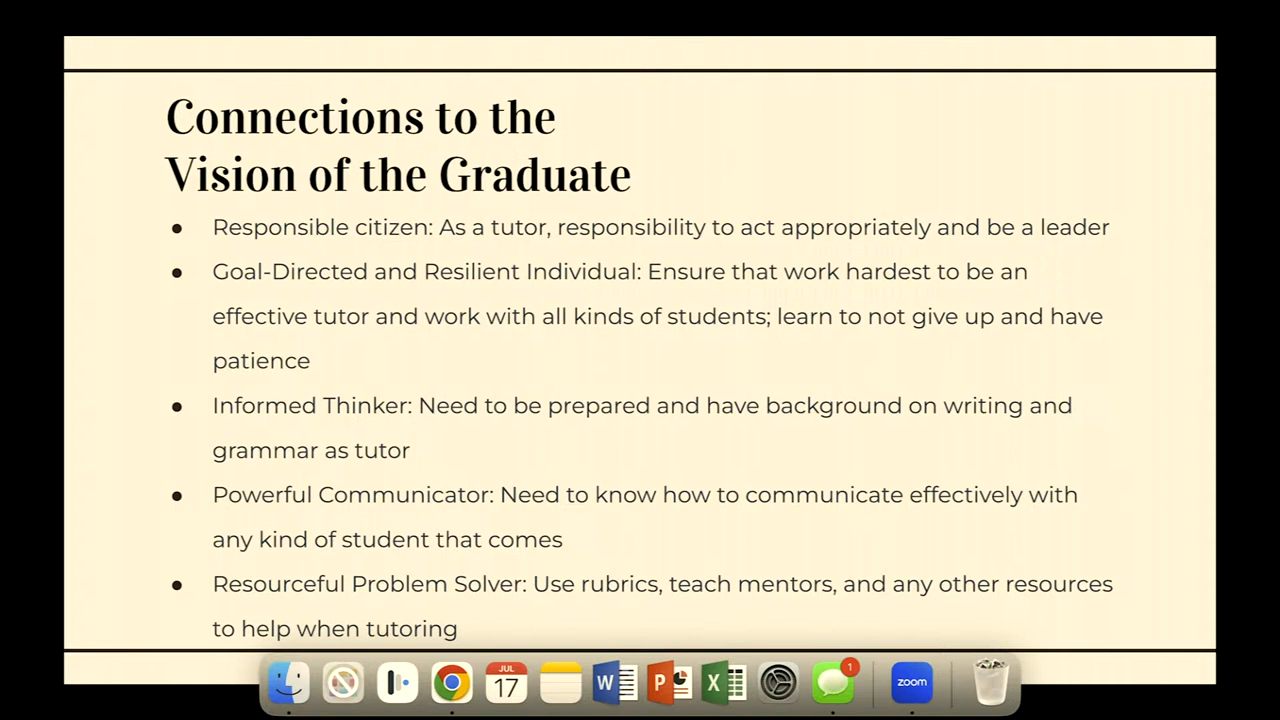 Connections to the
Vision of the Graduate
● Responsible citizen: As a tutor, responsibility to act appropriately and be a leader
● Goal-Directed and Resilient Individual: Ensure that work hardest to be an
effective tutor and work with all kinds of students; learn to not give up and have
patience
● Informed Thinker: Need to be prepared and have background on writing and
grammar as tutor
● Powerful Communicator: Need to know how to communicate effectively with
any kind of student that comes
● Resourceful Problem Solver: Use rubrics, teach mentors, and any other resources
to help when tutoring
JUL
17
W
P
X
1
zoom